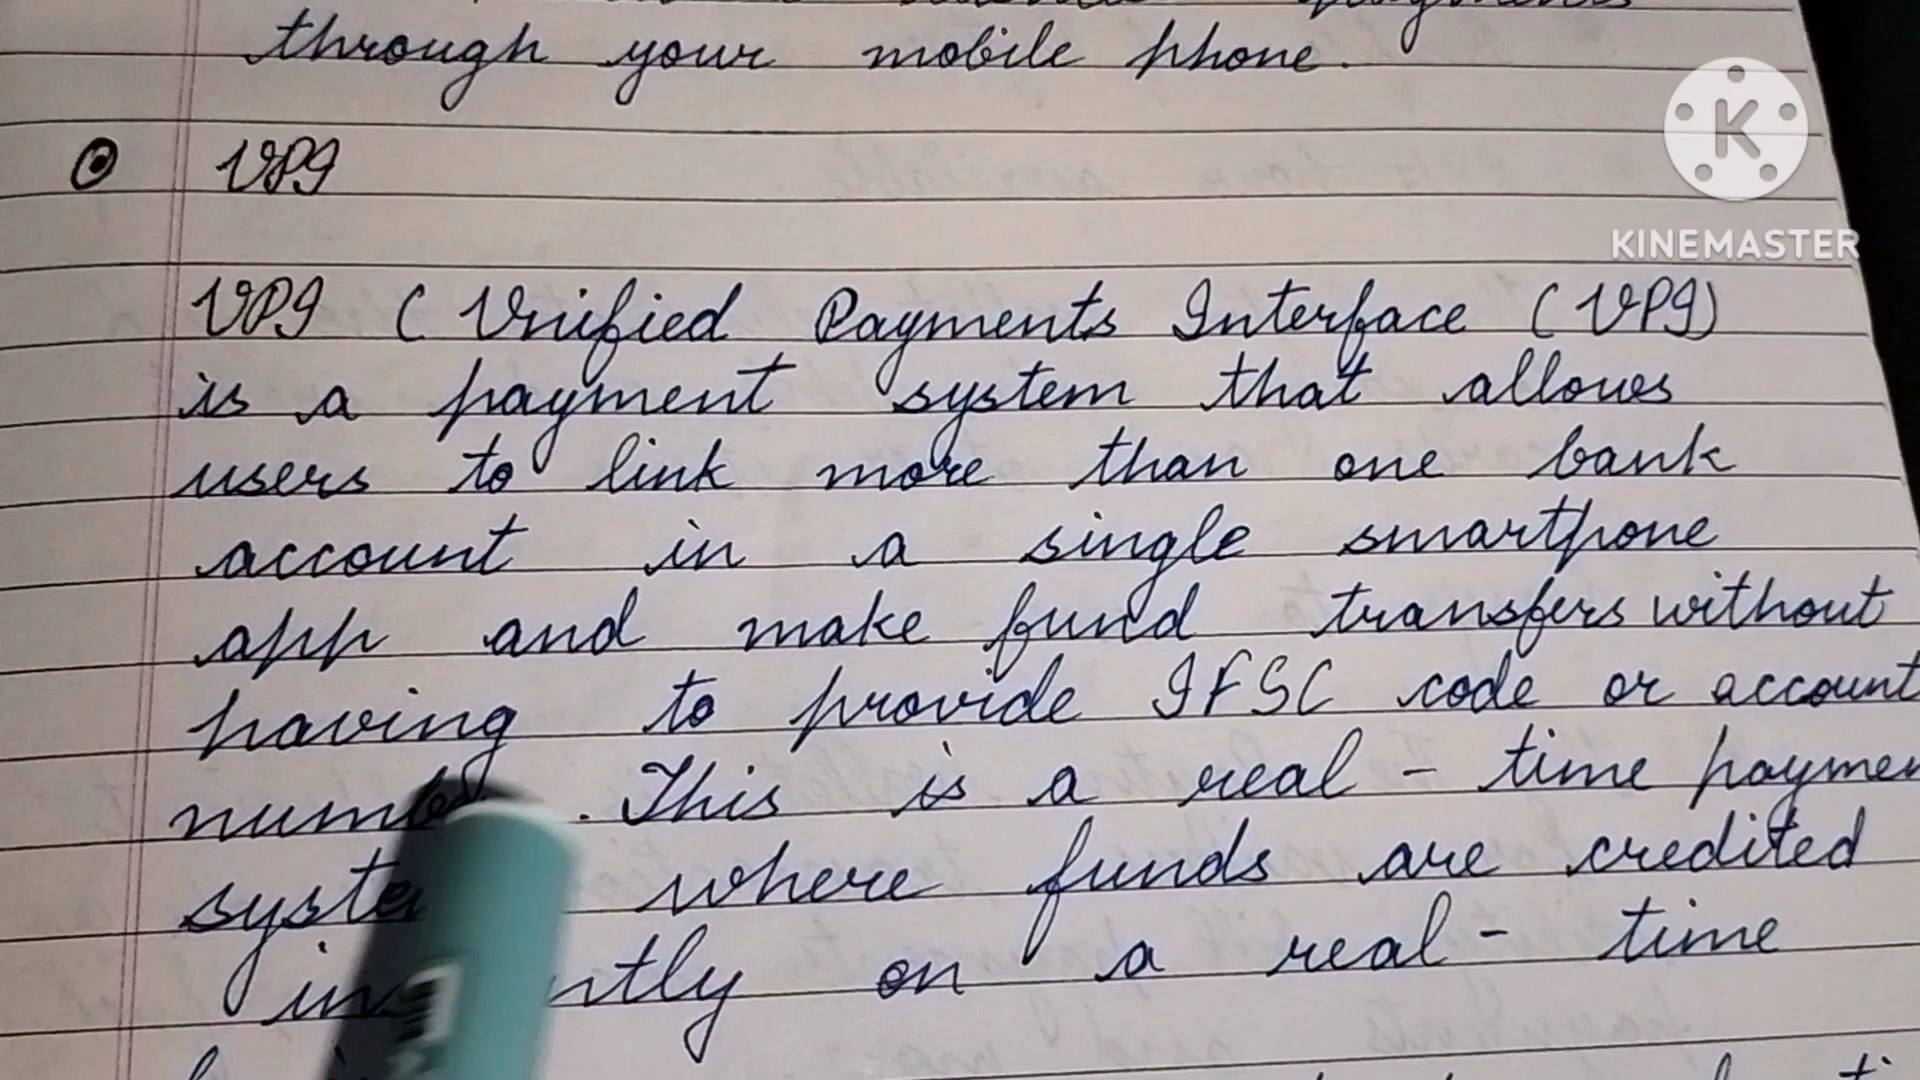 through your mobile phone.
UPI
UPI ( Unified Payments Interface (UPI)
is a payment system that allows
users to link more than one bank
account in a single smartphone
app and make fund transfers without
having to provide IFSC code or account
. This is a real - time
where funds are credited
on a real - time
KINEMASTER